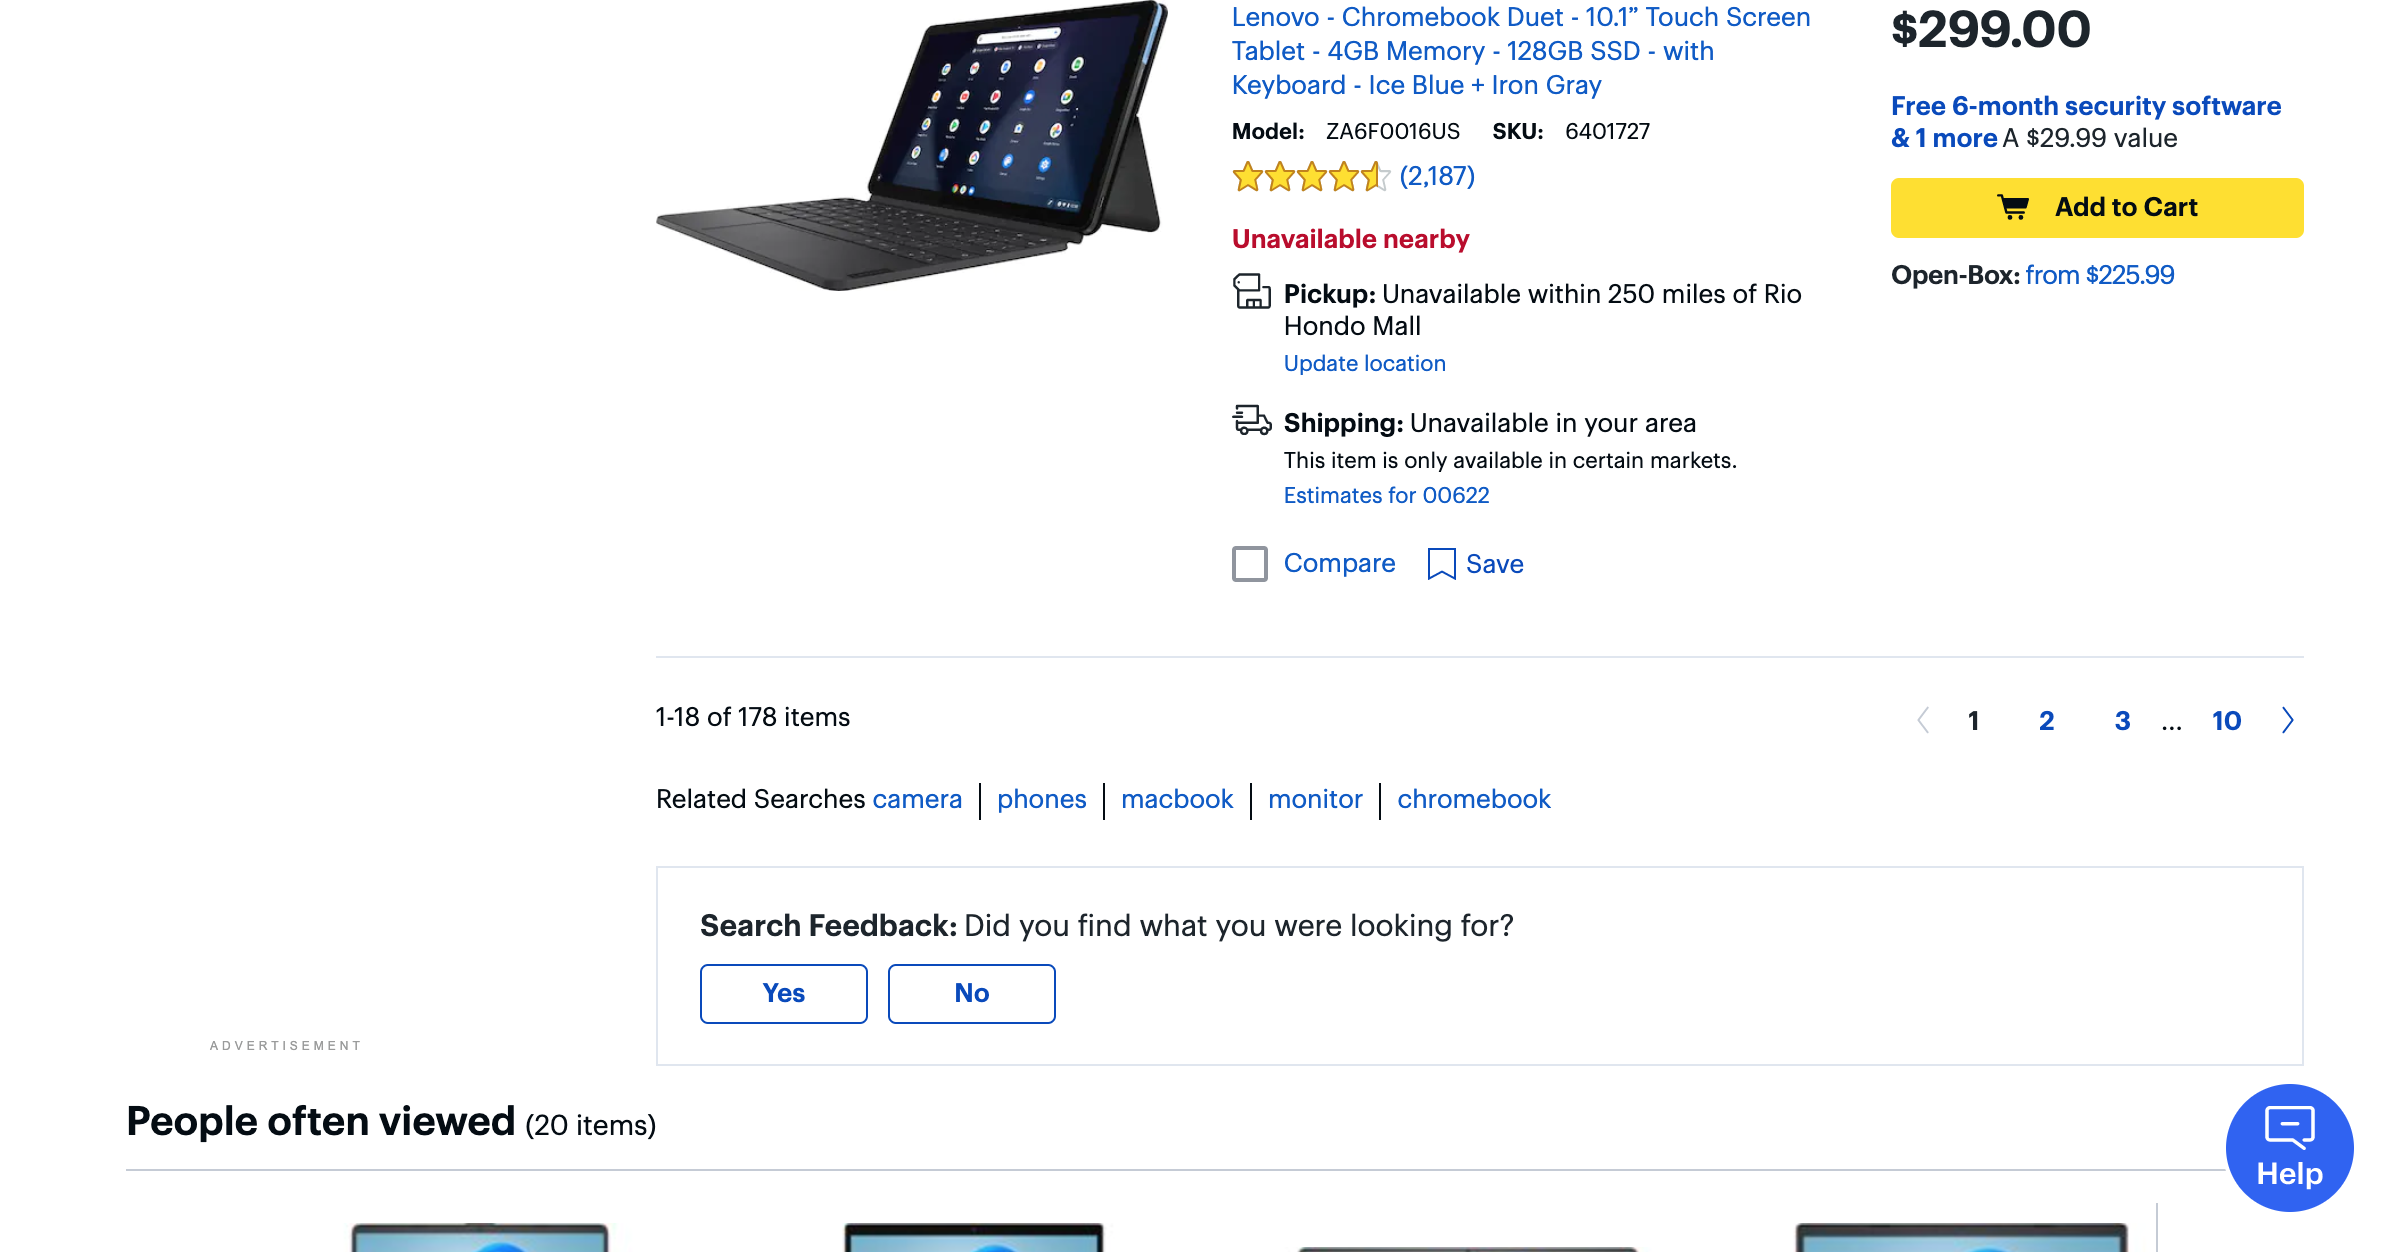 Lenovo - Chromebook Duet - 10.1” Touch Screen
Tablet - 4GB Memory - 128GB SSD - with
Keyboard - Ice Blue + Iron Gray
Model: ZA6F0016US SKU: 6401727
(2,187)
Unavailable nearby
Pickup: Unavailable within 250 miles of Rio
Hondo Mall
Update location
Shipping: Unavailable in your area
This item is only available in certain markets.
Estimates for 00622
Compare Save
$299.00
Free 6-month security software
& 1 more A $29.99 value
Add to Cart
Open-Box: from $225.99
1-18 of 178 items
1 2 3 ... 10
Related Searches camera | phones | macbook | monitor | chromebook
Search Feedback: Did you find what you were looking for?
Yes No
ADVERTISEMENT
People often viewed (20 items)
Help